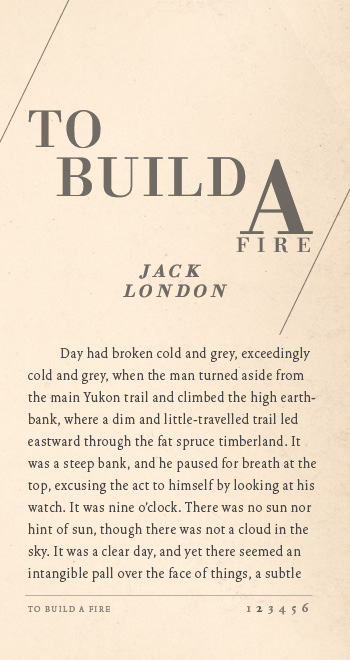 TO
BUILD A
FIRE
JACK
LONDON
Day had broken cold and grey, exceedingly
cold and grey, when the man turned aside from
the main Yukon trail and climbed the high earth-
bank, where a dim and little-travelled trail led
eastward through the fat spruce timberland. It
was a steep bank, and he paused for breath at the
top, excusing the act to himself by looking at his
watch. It was nine o'clock. There was no sun nor
hint of sun, though there was not a cloud in the
sky. It was a clear day, and yet there seemed an
intangible pall over the face of things, a subtle
TO BUILD A FIRE
1 2 3 4 5 6